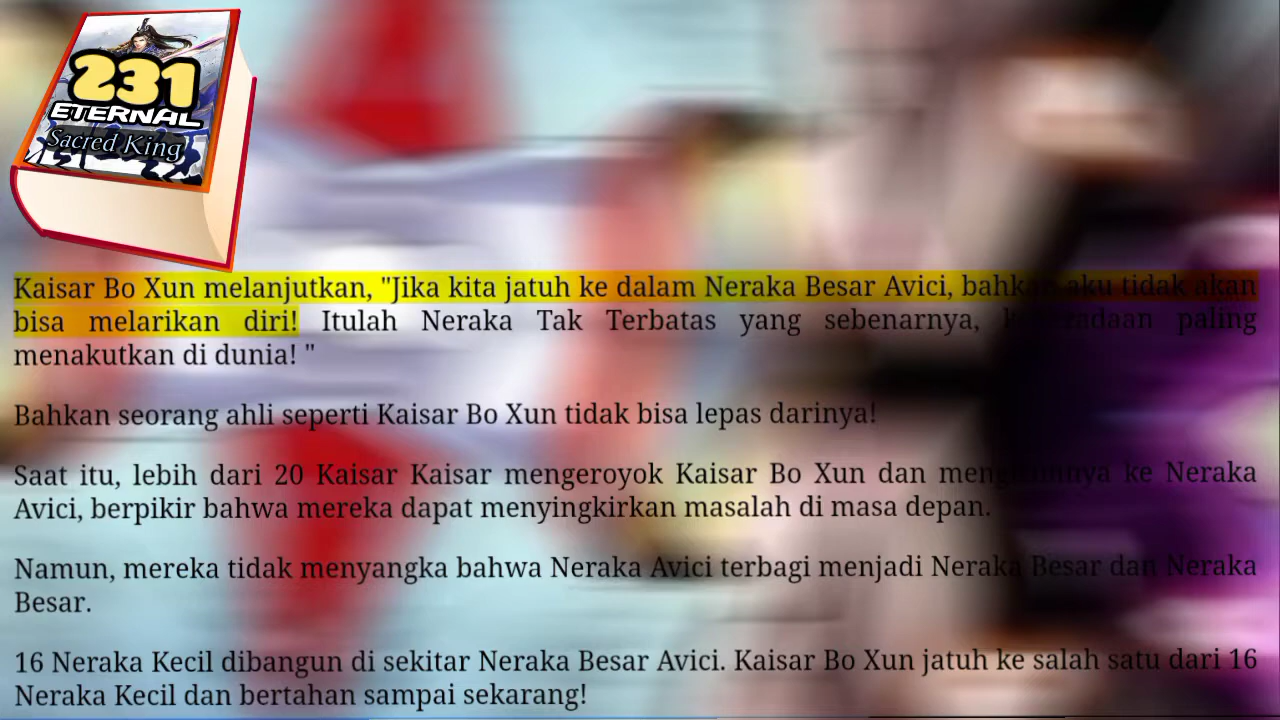 231
ETERNAL
Sacred King
Kaisar Bo Xun melanjutkan, "Jika kita jatuh ke dalam Neraka Besar Avici, bahkan aku tidak akan
bisa melarikan diri! Itulah Neraka Tak Terbatas yang sebenarnya, keberadaan paling
menakutkan di dunia! "
Bahkan seorang ahli seperti Kaisar Bo Xun tidak bisa lepas darinya!
Saat itu, lebih dari 20 Kaisar Kaisar mengeroyok Kaisar Bo Xun dan mengirimnya ke Neraka
Avici, berpikir bahwa mereka dapat menyingkirkan masalah di masa depan.
Namun, mereka tidak menyangka bahwa Neraka Avici terbagi menjadi Neraka Besar dan Neraka
Besar.
16 Neraka Kecil dibangun di sekitar Neraka Besar Avici. Kaisar Bo Xun jatuh ke salah satu dari 16
Neraka Kecil dan bertahan sampai sekarang!